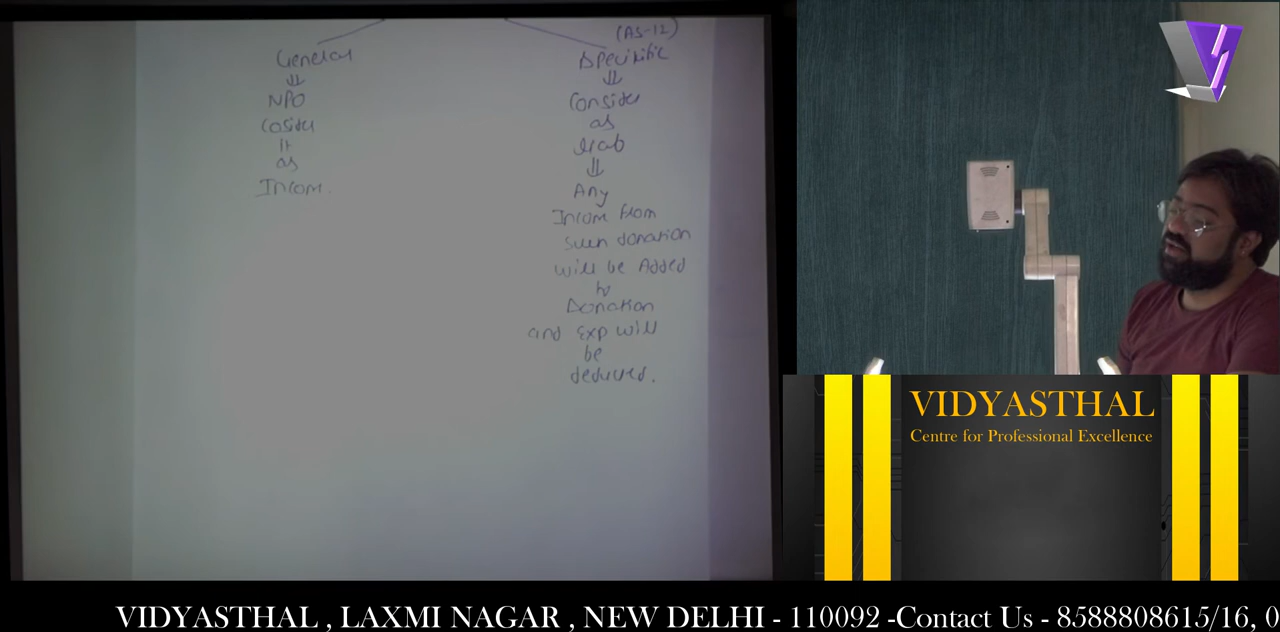 (AS-12)
General
Specific
⇓
⇓
NPO
Consider
Cosider
as
it
Liab
as
⇓
Income.
Any
Incom from
such donation
will be Added
to
Donation
and Exp will
be
deducted.
VIDYASTHAL
Centre for Professional Excellence
VIDYASTHAL , LAXMI NAGAR , NEW DELHI - 110092 -Contact Us - 8588808615/16, 0